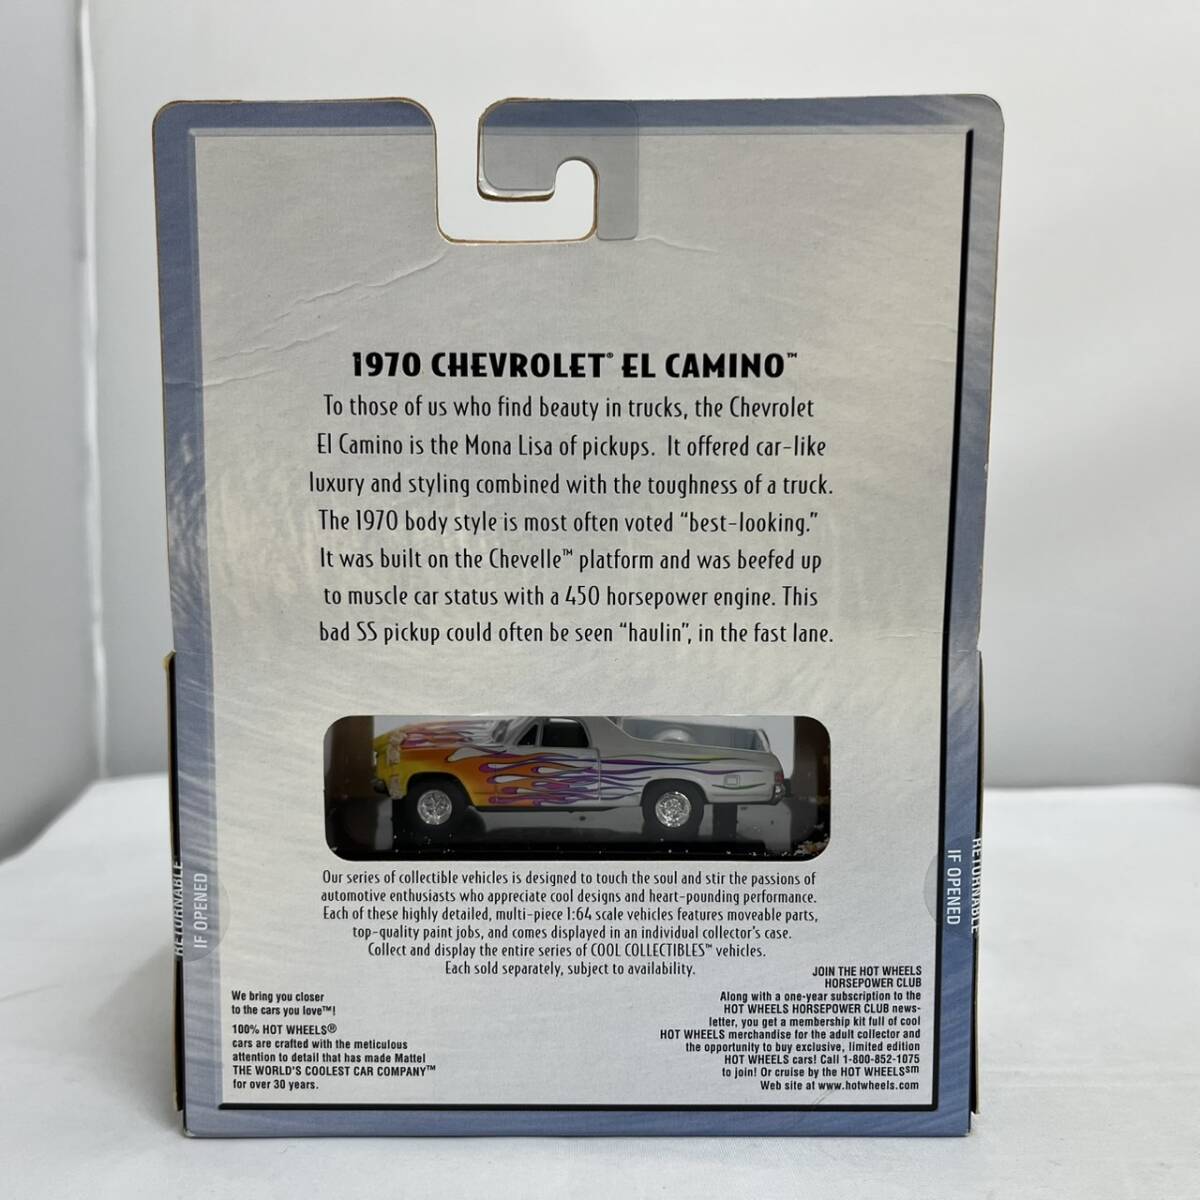 1970 CHEVROLET® EL CAMINO™
To those of us who find beauty in trucks, the Chevrolet
El Camino is the Mona Lisa of pickups. It offered car-like
luxury and styling combined with the toughness of a truck.
The 1970 body style is most often voted “best-looking.”
It was built on the Chevelle™ platform and was beefed up
to muscle car status with a 450 horsepower engine. This
bad SS pickup could often be seen “haulin”, in the fast lane.
Our series of collectible vehicles is designed to touch the soul and stir the passions of
automotive enthusiasts who appreciate cool designs and heart-pounding performance.
Each of these highly detailed, multi-piece 1:64 scale vehicles features moveable parts,
top-quality paint jobs, and comes displayed in an individual collector's case.
Collect and display the entire series of COOL COLLECTIBLES™ vehicles.
Each sold separately, subject to availability.
We bring you closer
to the cars you love™!
100% HOT WHEELS®
cars are crafted with the meticulous
attention to detail that has made Mattel
THE WORLD'S COOLEST CAR COMPANY™
for over 30 years.
JOIN THE HOT WHEELS
HORSEPOWER CLUB
Along with a one-year subscription to the
HOT WHEELS HORSEPOWER CLUB news-
letter, you get a membership kit full of cool
HOT WHEELS merchandise for the adult collector and
the opportunity to buy exclusive, limited edition
HOT WHEELS cars! Call 1-800-852-1075
to join! Or cruise by the HOT WHEELSsm
Web site at www.hotwheels.com
RETURNABLE
IF OPENED
RETURNABLE
IF OPENED